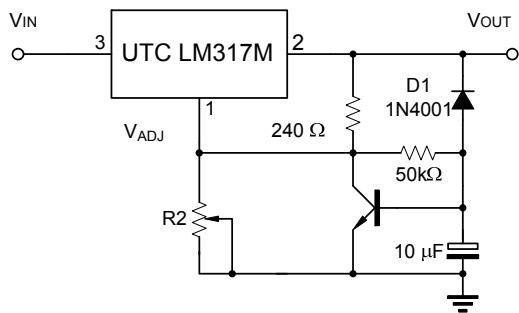 VIN
VOUT
3
UTC LM317M
2
1
D1
1N4001
VADJ
240 Ω
50kΩ
R2
10 μF